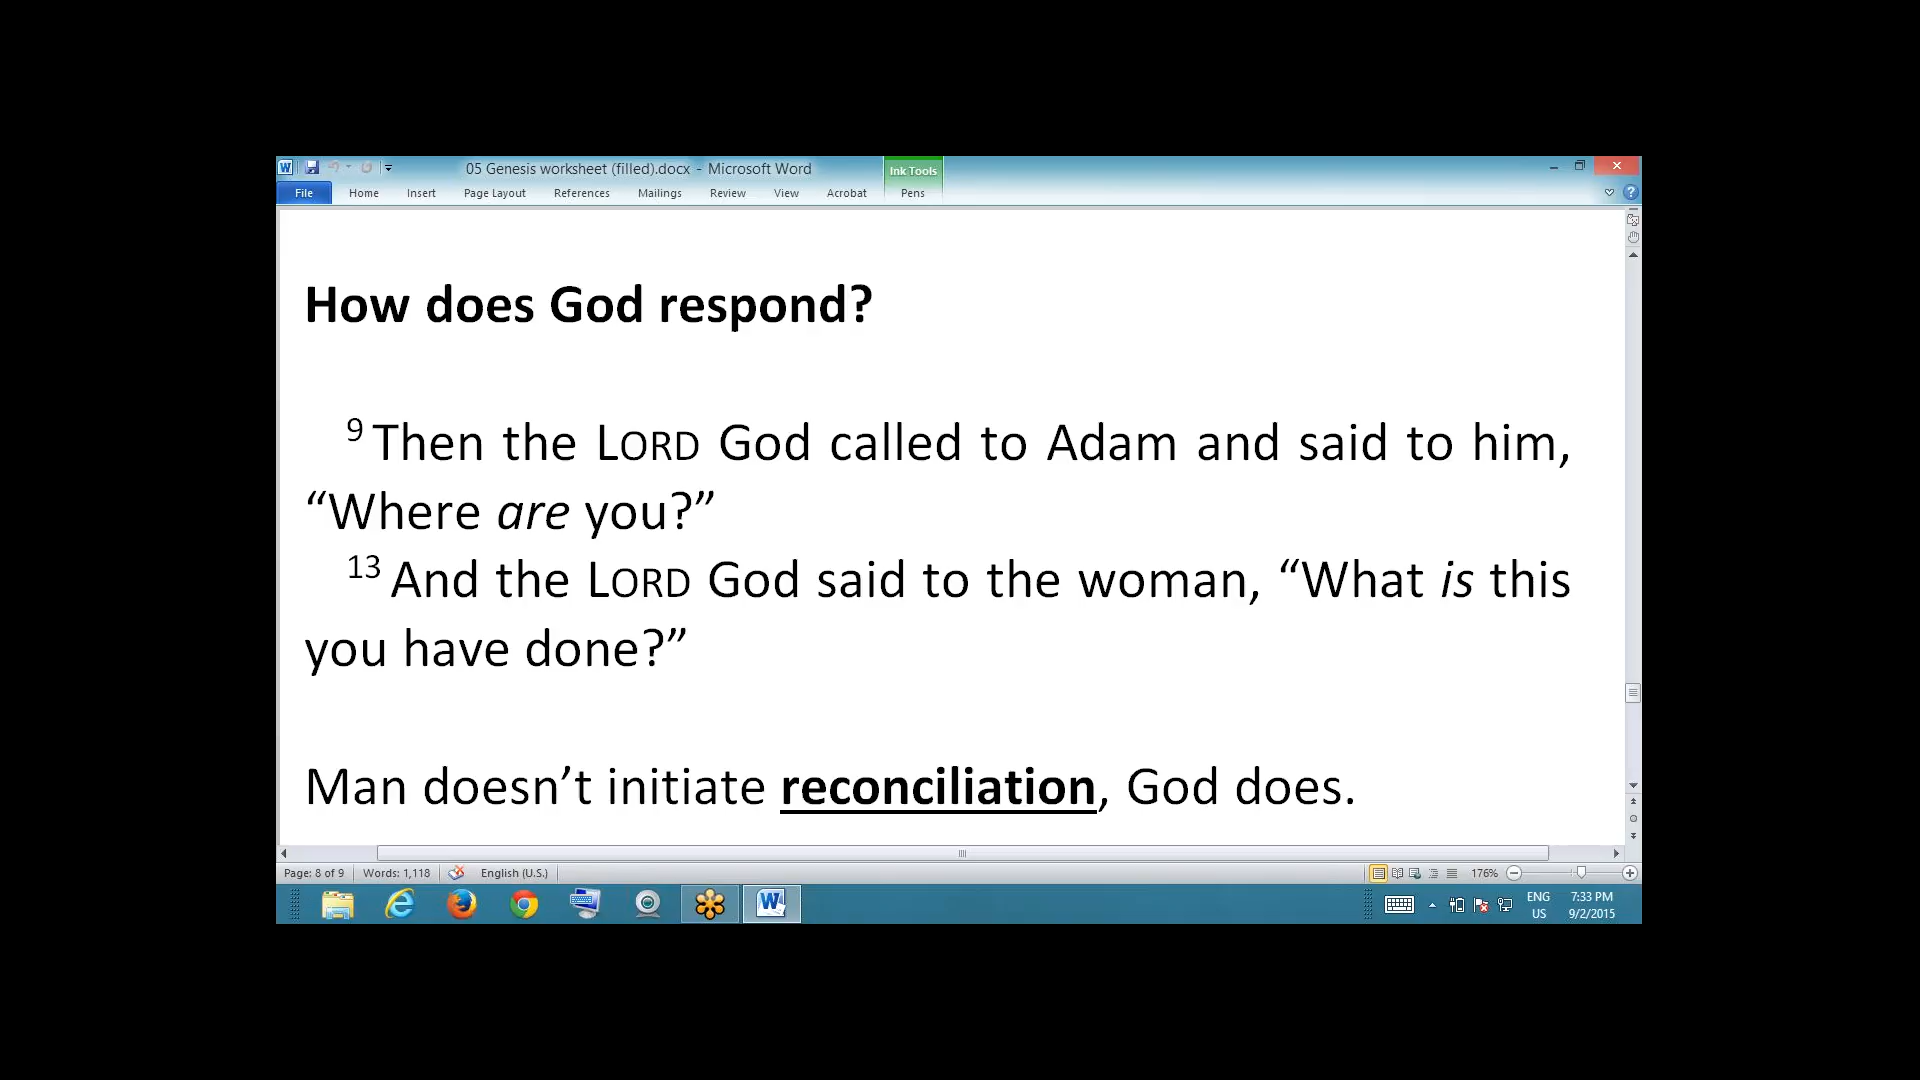 05 Genesis worksheet (filled).docx - Microsoft Word
Ink Tools
File Home Insert Page Layout References Mailings Review View Acrobat Pens
How does God respond?
9 Then the LORD God called to Adam and said to him,
“Where are you?”
13 And the LORD God said to the woman, “What is this
you have done?”
Man doesn’t initiate reconciliation, God does.
Page: 8 of 9 Words: 1,118 English (U.S.) 176%
ENG 7:33 PM
US 9/2/2015